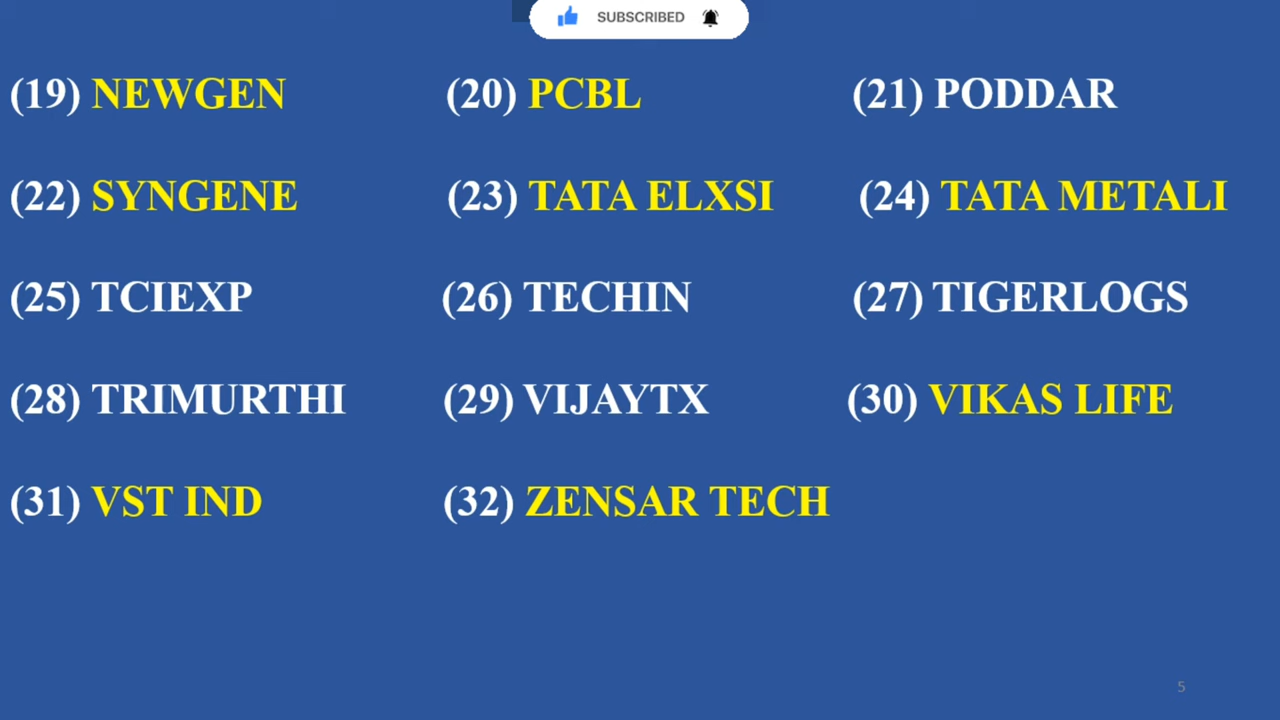 SUBSCRIBED
(19) NEWGEN (20) PCBL (21) PODDAR
(22) SYNGENE (23) TATA ELXSI (24) TATA METALI
(25) TCIEXP (26) TECHIN (27) TIGERLOGS
(28) TRIMURTHI (29) VIJAYTX (30) VIKAS LIFE
(31) VST IND (32) ZENSAR TECH
5